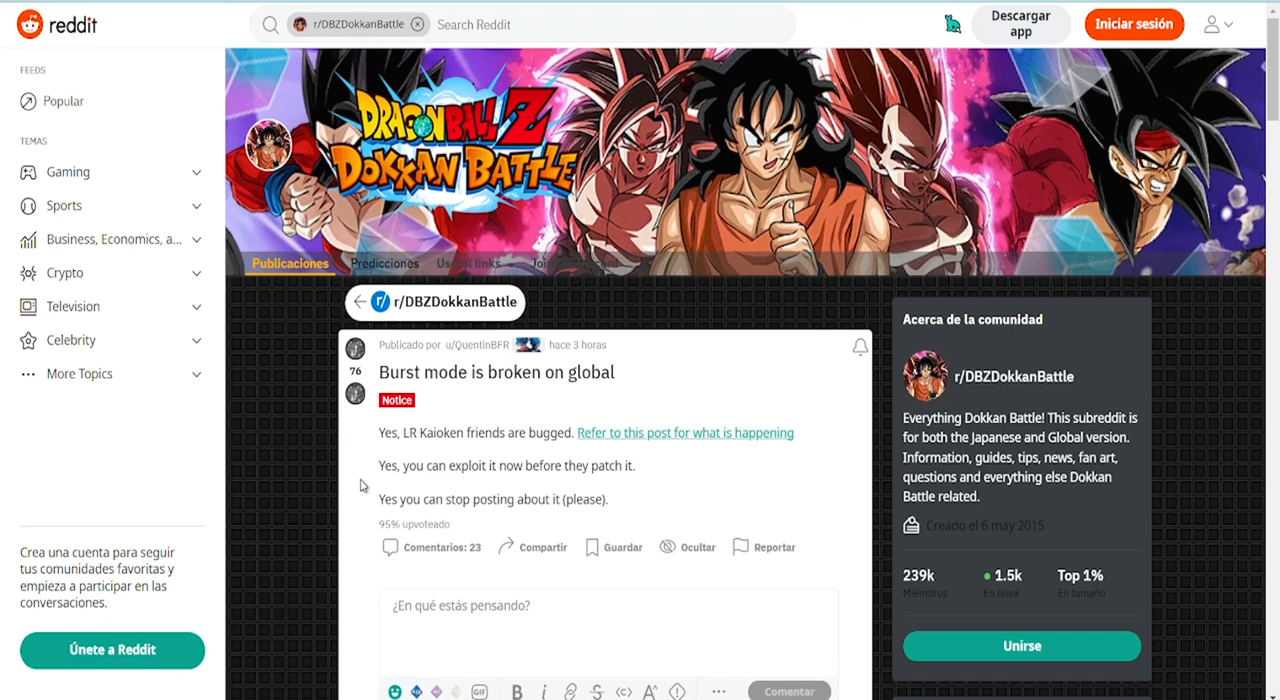 reddit
r/DBZDokkanBattle
Search Reddit
Descargar
app
Iniciar sesión
FEEDS
Popular
TEMAS
Gaming
Sports
Business, Economics, a...
Crypto
Television
Celebrity
More Topics
Crea una cuenta para seguir
tus comunidades favoritas y
empieza a participar en las
conversaciones.
Únete a Reddit
DRAGON BALL Z
DOKKAN BATTLE
Publicaciones
Predicciones
Useful links
r/DBZDokkanBattle
Publicado por u/QuentinBFR hace 3 horas
76
Burst mode is broken on global
Notice
Yes, LR Kaioken friends are bugged. Refer to this post for what is happening
Yes, you can exploit it now before they patch it.
Yes you can stop posting about it (please).
95% upvoteado
Comentarios: 23
Compartir
Guardar
Ocultar
Reportar
¿En qué estás pensando?
GIF
Comentar
Acerca de la comunidad
r/DBZDokkanBattle
Everything Dokkan Battle! This subreddit is
for both the Japanese and Global version.
Information, guides, tips, news, fan art,
questions and everything else Dokkan
Battle related.
Creado el 6 may 2015
239k
1.5k
Top 1%
Miembros
En línea
En tamaño
Unirse